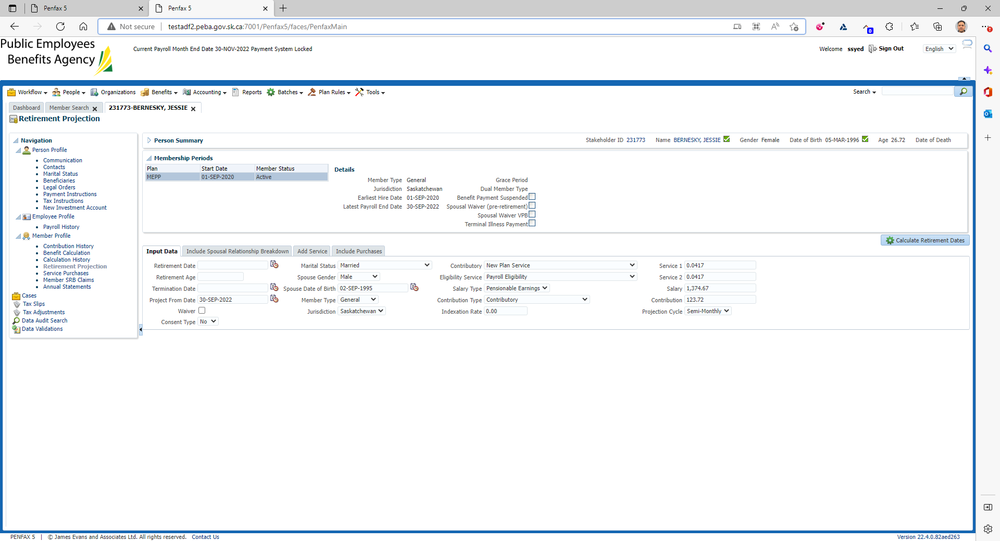 Penfax 5
Penfax 5
Not secure
testadf2.peba.gov.sk.ca:7001/Penfax5/faces/PenfaxMain
0
Public Employees
Benefits Agency
Current Payroll Month End Date 30-NOV-2022 Payment System Locked
Welcome ssyed Sign Out
English
Workflow People Organizations Benefits Accounting Reports Batches Plan Rules Tools
Search
Dashboard Member Search 231773-BERNESKY, JESSIE
Retirement Projection
Navigation
Person Profile
Communication
Contacts
Marital Status
Beneficiaries
Legal Orders
Payment Instructions
Tax Instructions
New Investment Account
Employee Profile
Payroll History
Member Profile
Contribution History
Benefit Calculation
Calculation History
Retirement Projection
Service Purchases
Member SRB Claims
Annual Statements
Cases
Tax Slips
Tax Adjustments
Data Audit Search
Data Validations
Person Summary
Stakeholder ID 231773 Name BERNESKY, JESSIE Gender Female Date of Birth 05-MAR-1996 Age 26.72 Date of Death
Membership Periods
Plan Start Date Member Status
MEPP 01-SEP-2020 Active
Details
Member Type General Grace Period
Jurisdiction Saskatchewan Dual Member Type
Earliest Hire Date 01-SEP-2020 Benefit Payment Suspended
Latest Payroll End Date 30-SEP-2022 Spousal Waiver (pre-retirement)
Spousal Waiver VPB
Terminal Illness Payment
Calculate Retirement Dates
Input Data Include Spousal Relationship Breakdown Add Service Include Purchases
Retirement Date Marital Status Married Contributory New Plan Service Service 1 0.0417
Retirement Age Spouse Gender Male Eligibility Service Payroll Eligibility Service 2 0.0417
Termination Date Spouse Date of Birth 02-SEP-1995 Salary Type Pensionable Earnings Salary 1,374.67
Project From Date 30-SEP-2022 Member Type General Contribution Type Contributory Contribution 123.72
Waiver Jurisdiction Saskatchewan Indexation Rate 0.00 Projection Cycle Semi-Monthly
Consent Type No
PENFAX 5 | © James Evans and Associates Ltd. All rights reserved. Contact Us
Version 22.4.0.82aed263